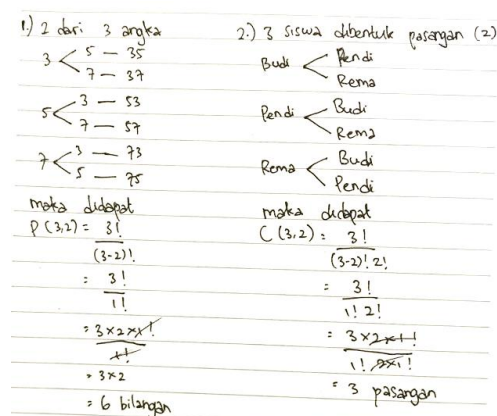 1.) 2 dari 3 angka
3 < 5 — 35
7 — 37
5 < 3 — 53
7 — 57
7 < 3 — 73
5 — 75
maka didapat
P(3,2) = 3!
(3-2)!
= 3!
1!
= 3×2×1!
1!
= 3×2
= 6 bilangan
2.) 3 siswa dibentuk pasangan (2)
Budi < Pendi
Rema
Pendi < Budi
Rema
Rema < Budi
Pendi
maka didapat
C(3,2) = 3!
(3-2)! 2!
= 3!
1! 2!
= 3×2×1!
1! 2×1!
= 3 pasangan